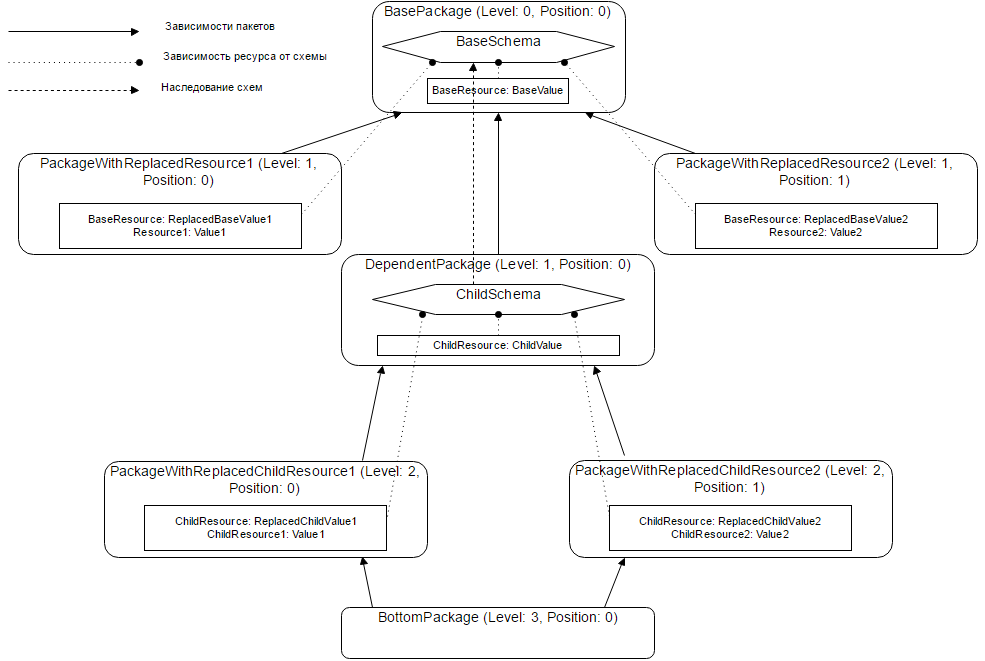 Зависимости пакетов
Зависимость ресурса от схемы
Наследование схем
BasePackage (Level: 0, Position: 0)
BaseSchema
BaseResource: BaseValue
PackageWithReplacedResource1 (Level: 1,
Position: 0)
BaseResource: ReplacedBaseValue1
Resource1: Value1
PackageWithReplacedResource2 (Level: 1,
Position: 1)
BaseResource: ReplacedBaseValue2
Resource2: Value2
DependentPackage (Level: 1, Position: 0)
ChildSchema
ChildResource: ChildValue
PackageWithReplacedChildResource1 (Level: 2,
Position: 0)
ChildResource: ReplacedChildValue1
ChildResource1: Value1
PackageWithReplacedChildResource2 (Level: 2,
Position: 1)
ChildResource: ReplacedChildValue2
ChildResource2: Value2
BottomPackage (Level: 3, Position: 0)